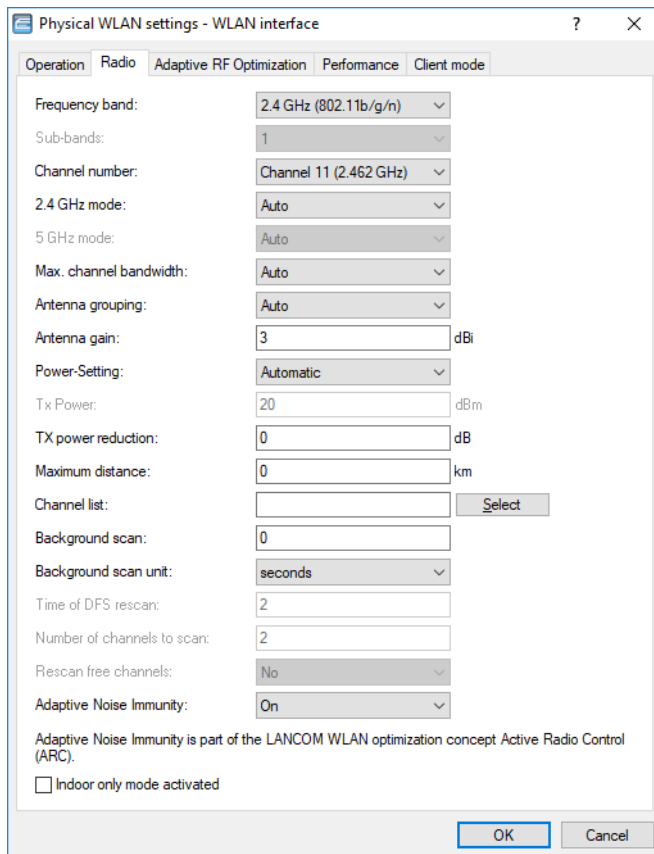 Physical WLAN settings - WLAN interface ?
Operation Radio Adaptive RF Optimization Performance Client mode
Frequency band: 2.4 GHz (802.11b/g/n)
Sub-bands: 1
Channel number: Channel 11 (2.462 GHz)
2.4 GHz mode: Auto
5 GHz mode: Auto
Max. channel bandwidth: Auto
Antenna grouping: Auto
Antenna gain: 3 dBi
Power-Setting: Automatic
Tx Power: 20 dBm
TX power reduction: 0 dB
Maximum distance: 0 km
Channel list: Select
Background scan: 0
Background scan unit: seconds
Time of DFS rescan: 2
Number of channels to scan: 2
Rescan free channels: No
Adaptive Noise Immunity: On
Adaptive Noise Immunity is part of the LANCOM WLAN optimization concept Active Radio Control
(ARC).
Indoor only mode activated
OK Cancel